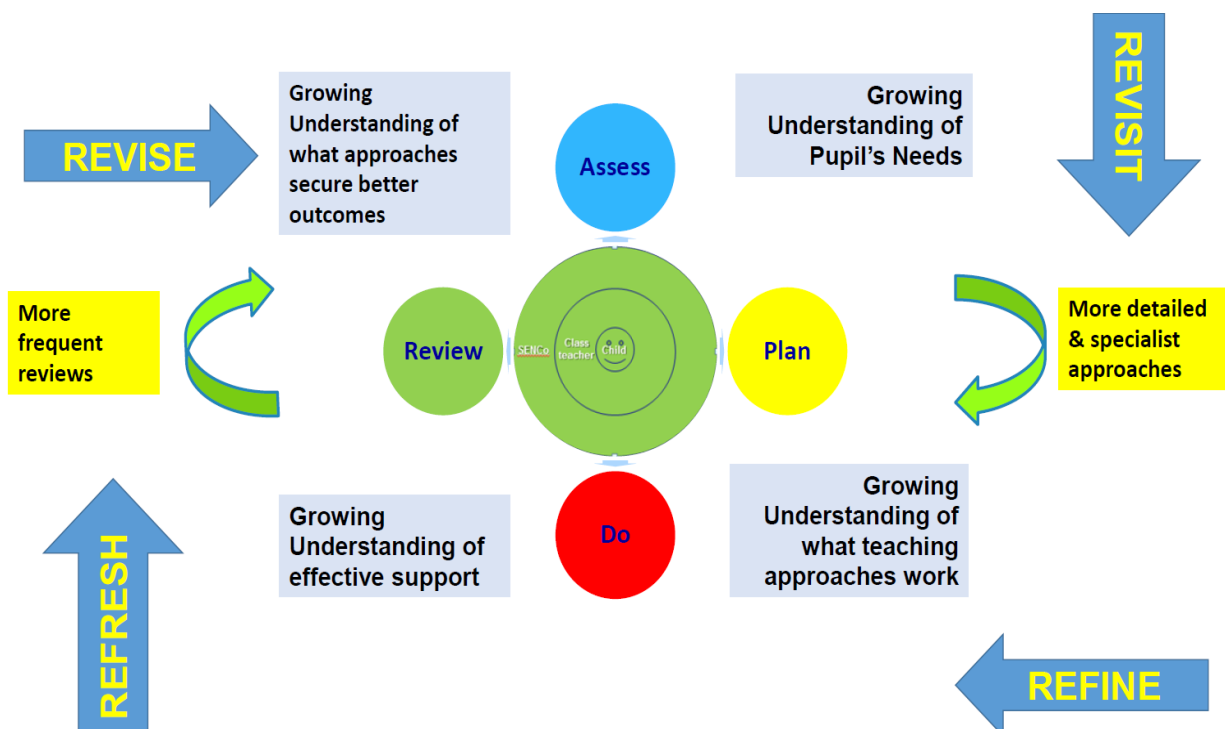 REVISE
Growing
Understanding of
what approaches
secure better
outcomes
Assess
Growing
Understanding of
Pupil's Needs
REVISIT
More
frequent
reviews
Review
SENCo
Class
teacher
Child
Plan
More detailed
& specialist
approaches
REFRESH
Growing
Understanding of
effective support
Do
Growing
Understanding of
what teaching
approaches work
REFINE